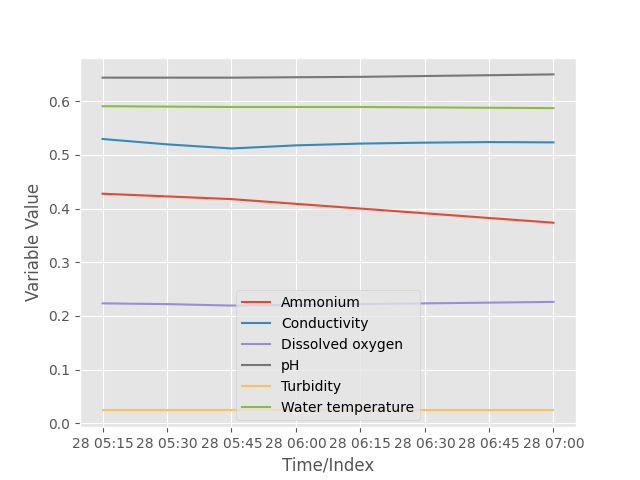 0.6
0.5
0.4
0.3
0.2
0.1
0.0
Variable Value
Ammonium
Conductivity
Dissolved oxygen
pH
Turbidity
Water temperature
28 05:15 28 05:30 28 05:45 28 06:00 28 06:15 28 06:30 28 06:45 28 07:00
Time/Index